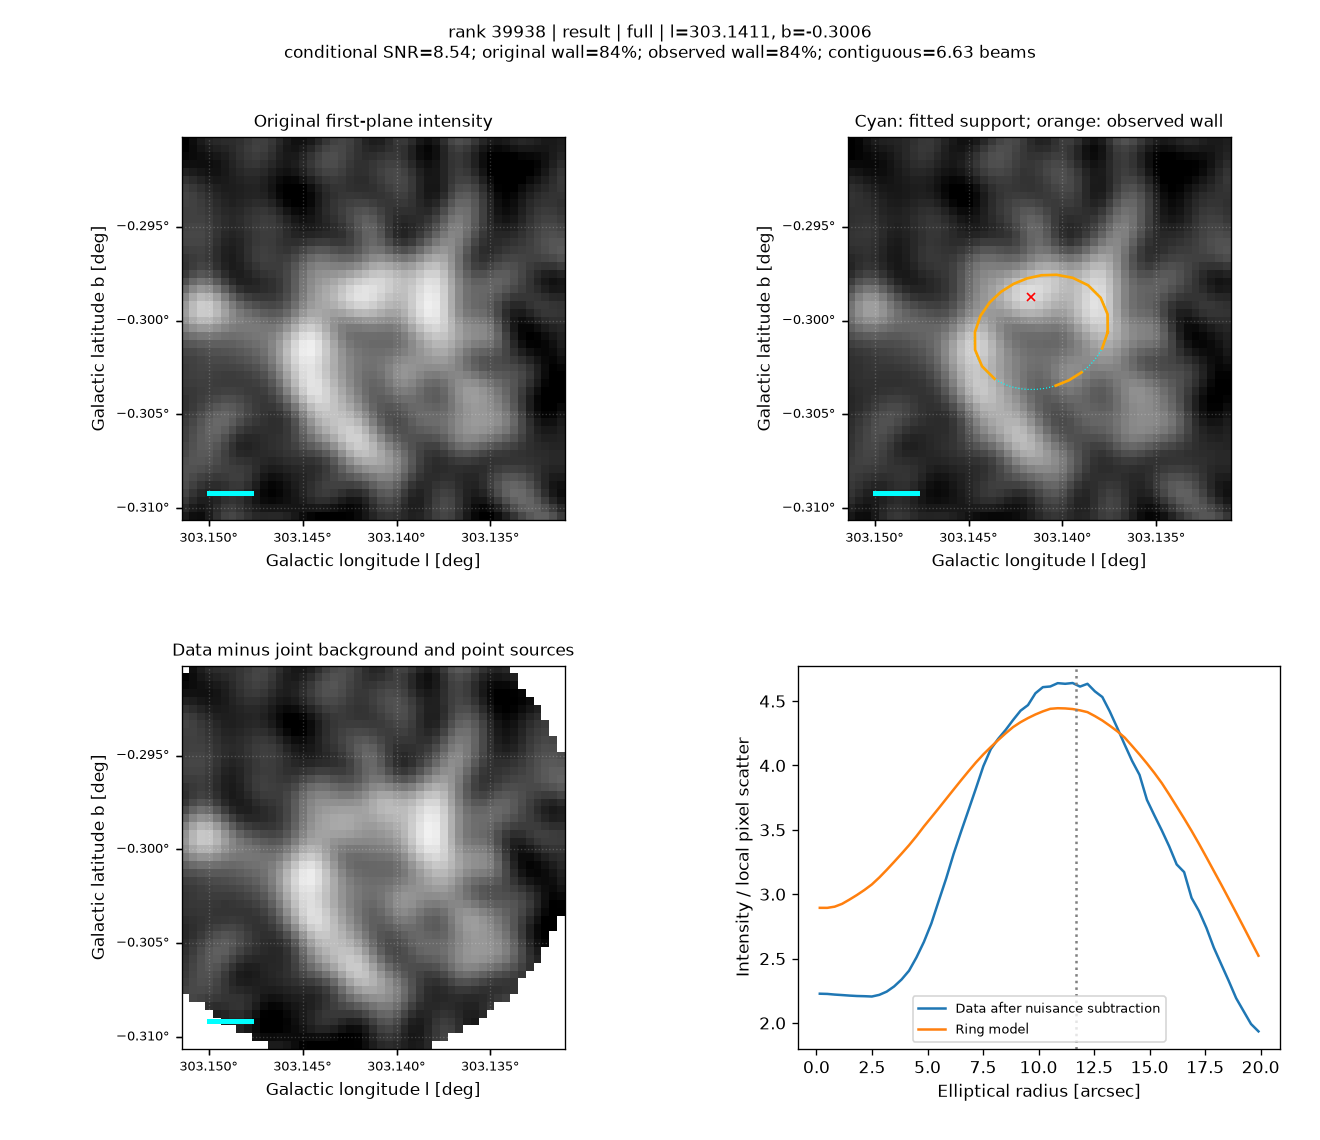 rank 39938 | result | full | l=303.1411, b=-0.3006
conditional SNR=8.54; original wall=84%; observed wall=84%; contiguous=6.63 beams
Original first-plane intensity
Galactic latitude b [deg]
−0.295°
−0.300°
−0.305°
−0.310°
303.150°
303.145°
303.140°
303.135°
Galactic longitude l [deg]
Cyan: fitted support; orange: observed wall
Galactic latitude b [deg]
−0.295°
−0.300°
−0.305°
−0.310°
303.150°
303.145°
303.140°
303.135°
Galactic longitude l [deg]
Data minus joint background and point sources
Galactic latitude b [deg]
−0.295°
−0.300°
−0.305°
−0.310°
303.150°
303.145°
303.140°
303.135°
Galactic longitude l [deg]
Intensity / local pixel scatter
4.5
4.0
3.5
3.0
2.5
2.0
Data after nuisance subtraction
Ring model
0.0
2.5
5.0
7.5
10.0
12.5
15.0
17.5
20.0
Elliptical radius [arcsec]